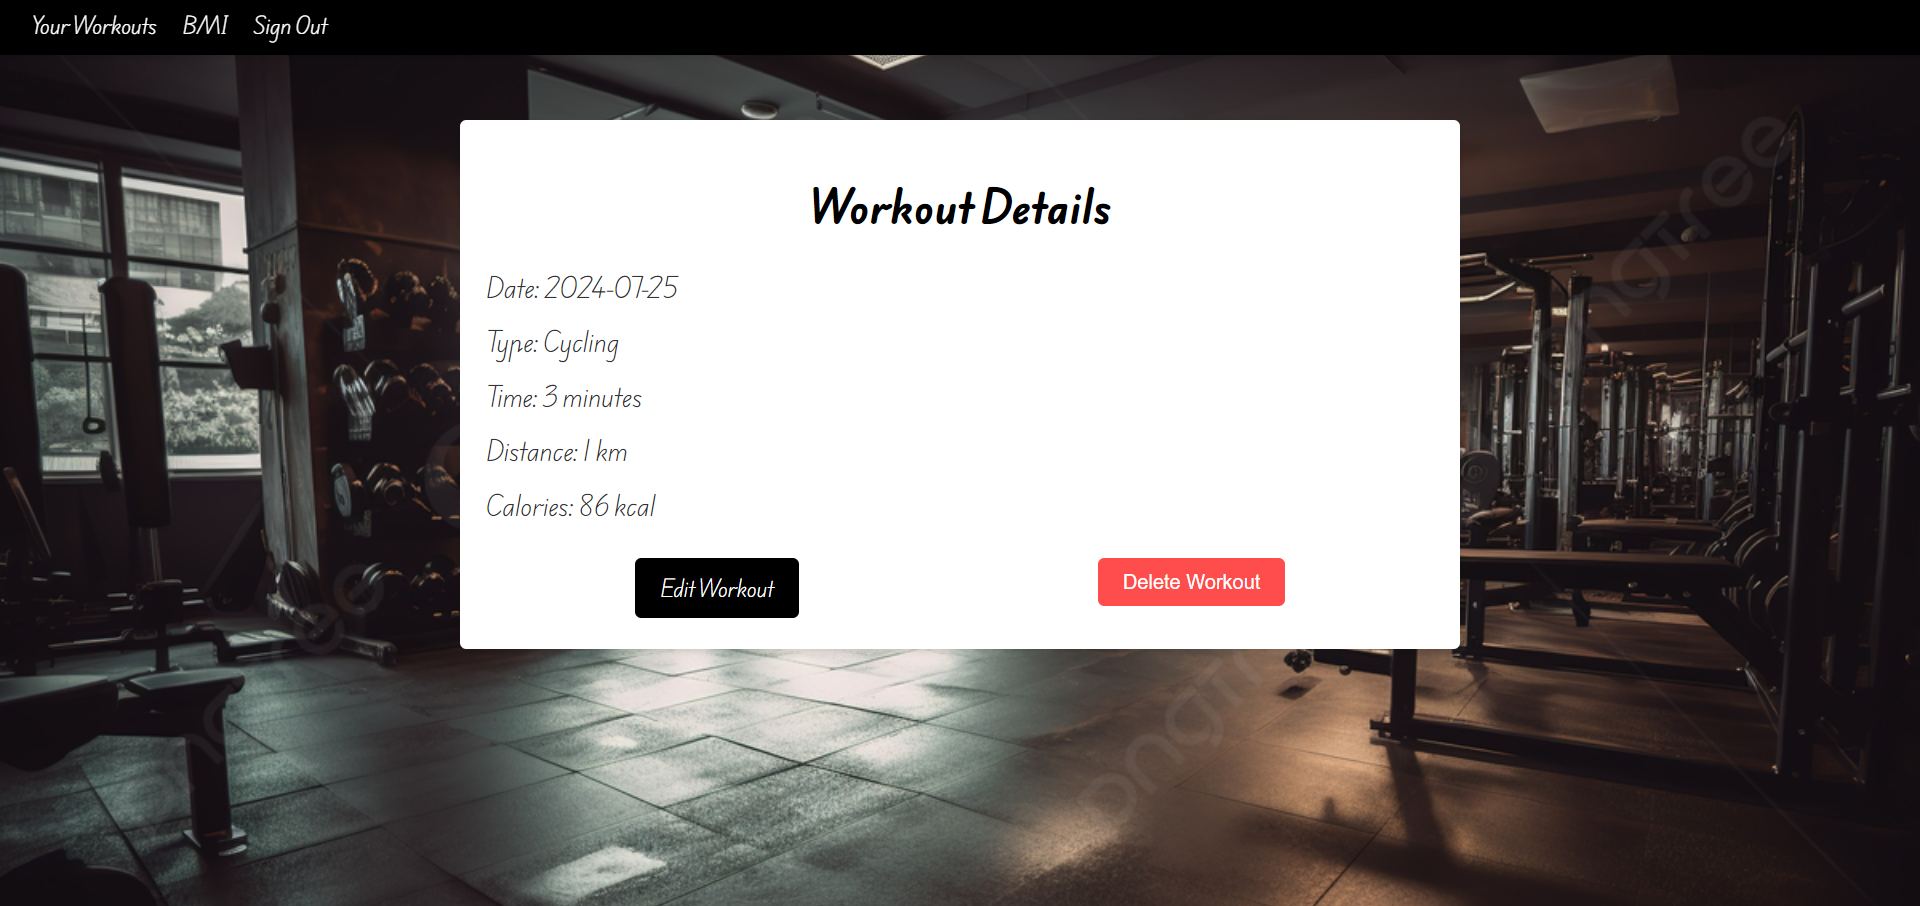 Your Workouts BMI Sign Out
Workout Details
Date: 2024-07-25
Type: Cycling
Time: 3 minutes
Distance: 1 km
Calories: 86 kcal
Edit Workout Delete Workout
pngtree
pngtree